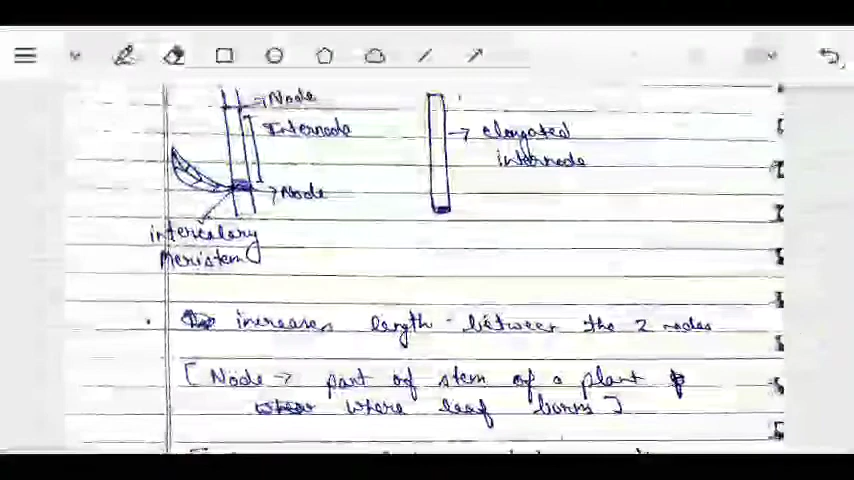 Node
Internode
Node
intercalary
Meristem
elongated
internode
increases length between the 2 nodes
[Node → part of stem of a plant
where leaf borns]